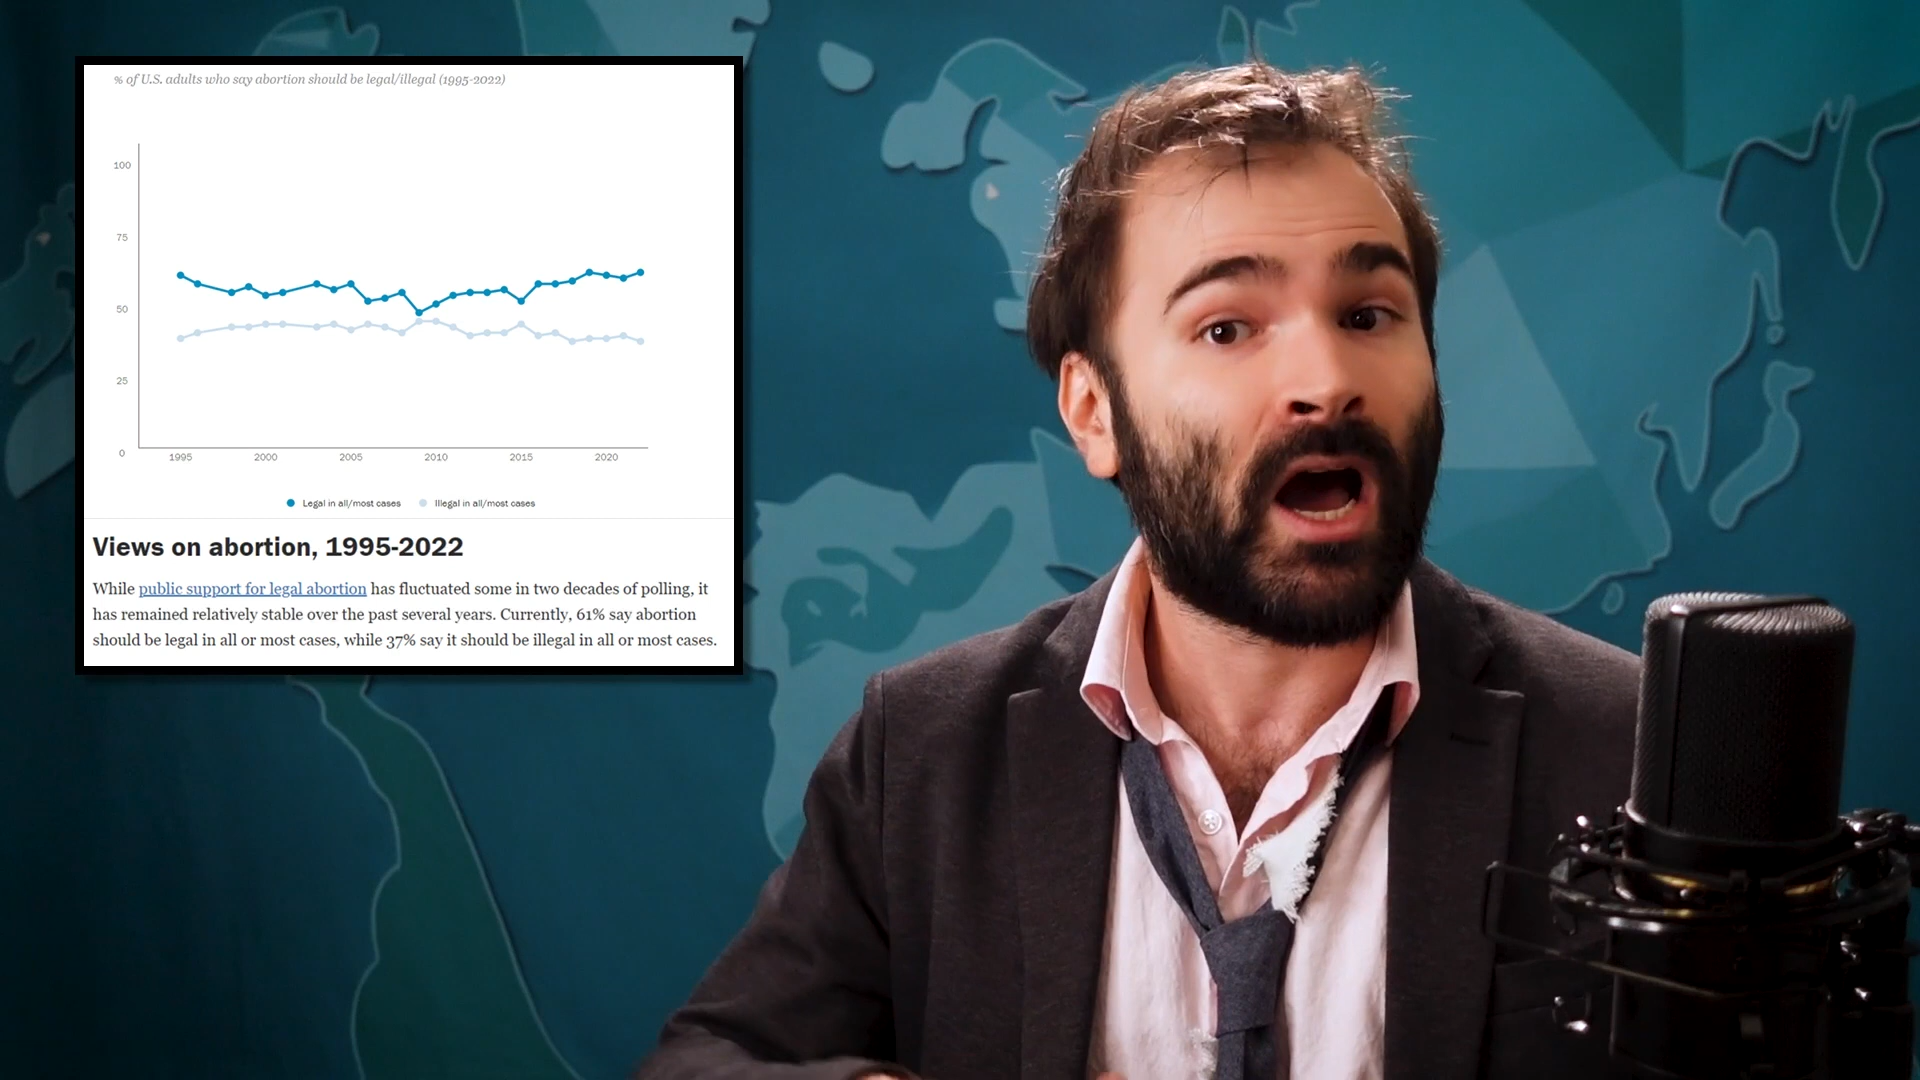 % of U.S. adults who say abortion should be legal/illegal (1995-2022)
100
75
50
25
0
1995 2000 2005 2010 2015 2020
Legal in all/most cases Illegal in all/most cases
Views on abortion, 1995-2022
While public support for legal abortion has fluctuated some in two decades of polling, it
has remained relatively stable over the past several years. Currently, 61% say abortion
should be legal in all or most cases, while 37% say it should be illegal in all or most cases.